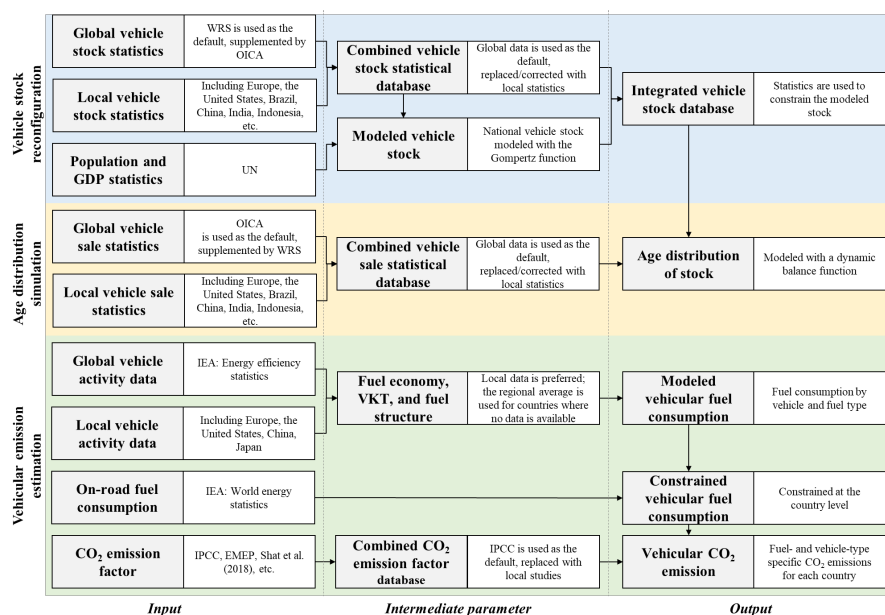 Vehicle stock
reconfiguration
Global vehicle
stock statistics
WRS is used as the
default, supplemented by
OICA
Local vehicle
stock statistics
Including Europe, the
United States, Brazil,
China, India, Indonesia,
etc.
Population and
GDP statistics
UN
Combined vehicle
stock statistical
database
Global data is used as the
default,
replaced/corrected with
local statistics
Modeled vehicle
stock
National vehicle stock
modeled with the
Gompertz function
Integrated vehicle
stock database
Statistics are used to
constrain the modeled
stock
Age distribution
simulation
Global vehicle
sale statistics
OICA
is used as the default,
supplemented by WRS
Local vehicle sale
statistics
Including Europe, the
United States, Brazil,
China, India, Indonesia,
etc.
Combined vehicle
sale statistical
database
Global data is used as the
default,
replaced/corrected with
local statistics
Age distribution
of stock
Modeled with a dynamic
balance function
Vehicular emission
estimation
Global vehicle
activity data
IEA: Energy efficiency
statistics
Local vehicle
activity data
Including Europe, the
United States, China,
Japan
Fuel economy,
VKT, and fuel
structure
Local data is preferred;
the regional average is
used for countries where
no data is available
Modeled
vehicular fuel
consumption
Fuel consumption by
vehicle and fuel type
On-road fuel
consumption
IEA: World energy
statistics
Constrained
vehicular fuel
consumption
Constrained at the
country level
CO₂ emission
factor
IPCC, EMEP, Shat et al.
(2018), etc.
Combined CO₂
emission factor
database
IPCC is used as the
default, replaced with
local studies
Vehicular CO₂
emission
Fuel- and vehicle-type
specific CO₂ emissions
for each country
Input
Intermediate parameter
Output